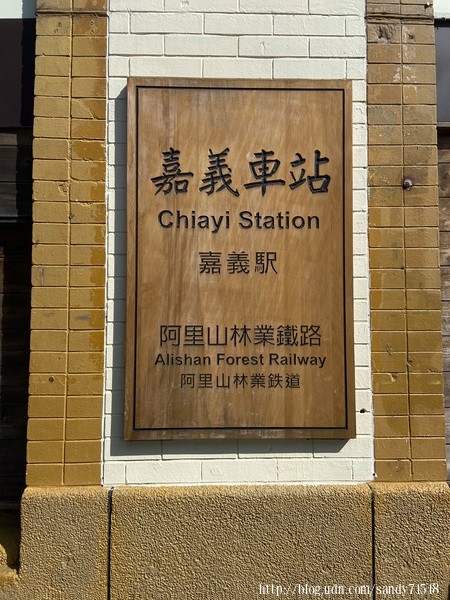 嘉義車站
Chiayi Station
嘉義駅
阿里山林業鐵路
Alishan Forest Railway
阿里山林業鉄道
http://blog.udn.com/sandy71518